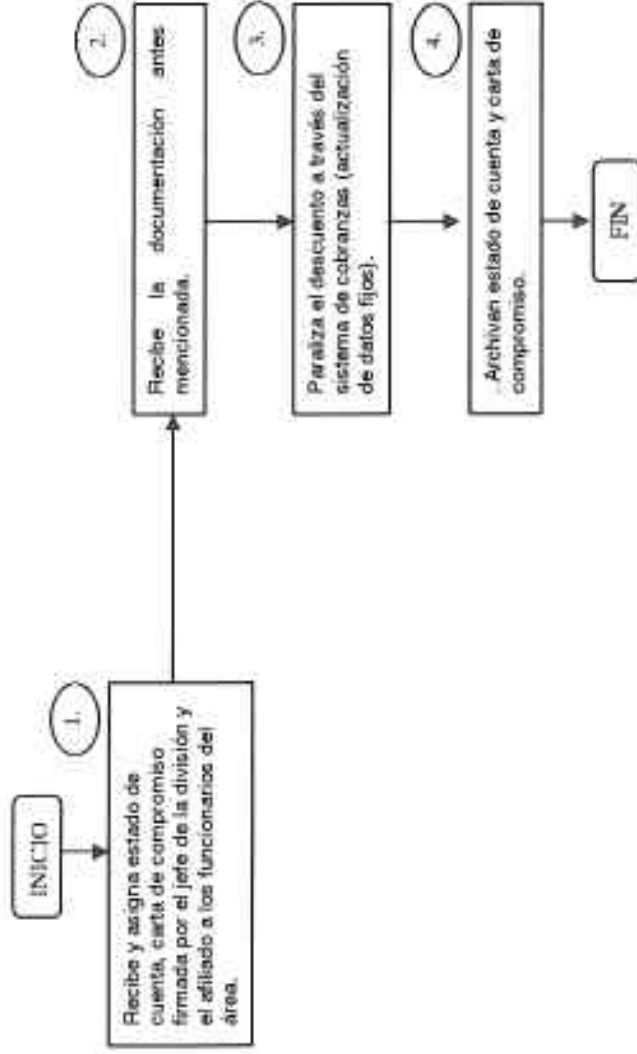 INICIO
1.
Recibe y asigna estado de
cuenta, carta de compromiso
firmada por el jefe de la división y
el afiliado a los funcionarios del
área.
2.
Recibe la documentación antes
mencionada.
3.
Paraliza el descuento a través del
sistema de cobranzas (actualización
de datos fijos).
4.
. Archivan estado de cuenta y carta de
compromiso.
FIN